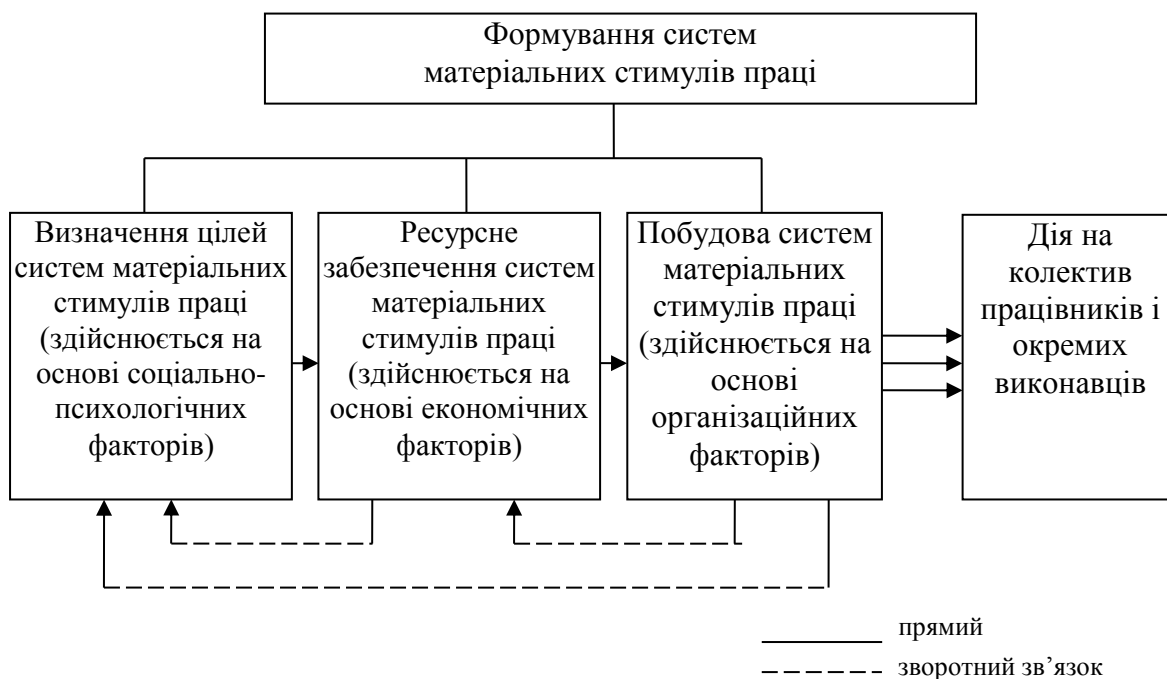 Формування систем
матеріальних стимулів праці
Визначення цілей
систем матеріальних
стимулів праці
(здійснюється на
основі соціально-
психологічних
факторів)
Ресурсне
забезпечення систем
матеріальних
стимулів праці
(здійснюється на
основі економічних
факторів)
Побудова систем
матеріальних
стимулів праці
(здійснюється на
основі
організаційних
факторів)
Дія на
колектив
працівників і
окремих
виконавців
прямий
зворотний зв’язок